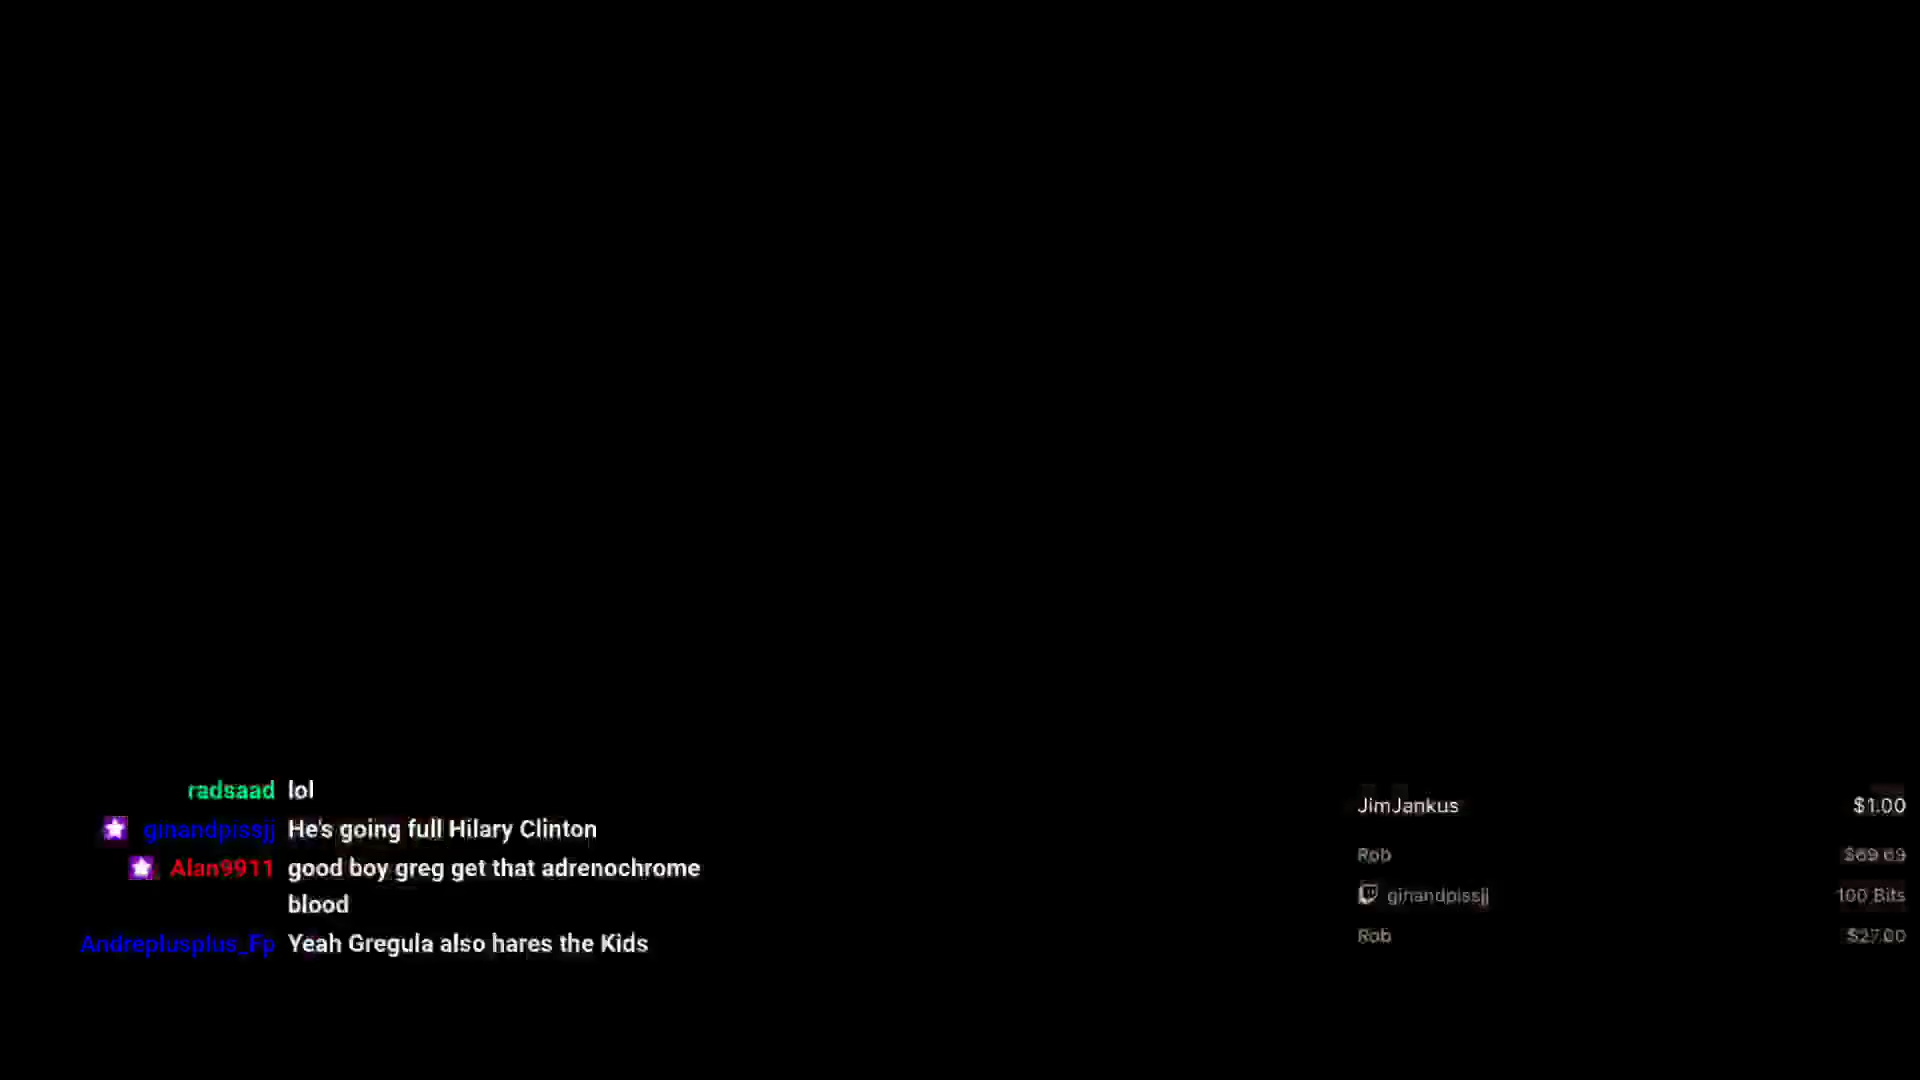 radsaad lol
ginandpissjj He's going full Hilary Clinton
Alan9911 good boy greg get that adrenochrome
blood
Andreplusplus_Fp Yeah Gregula also hares the Kids
JimJankus $1.00
Rob $69.69
ginandpissjj 100 Bits
Rob $27.00